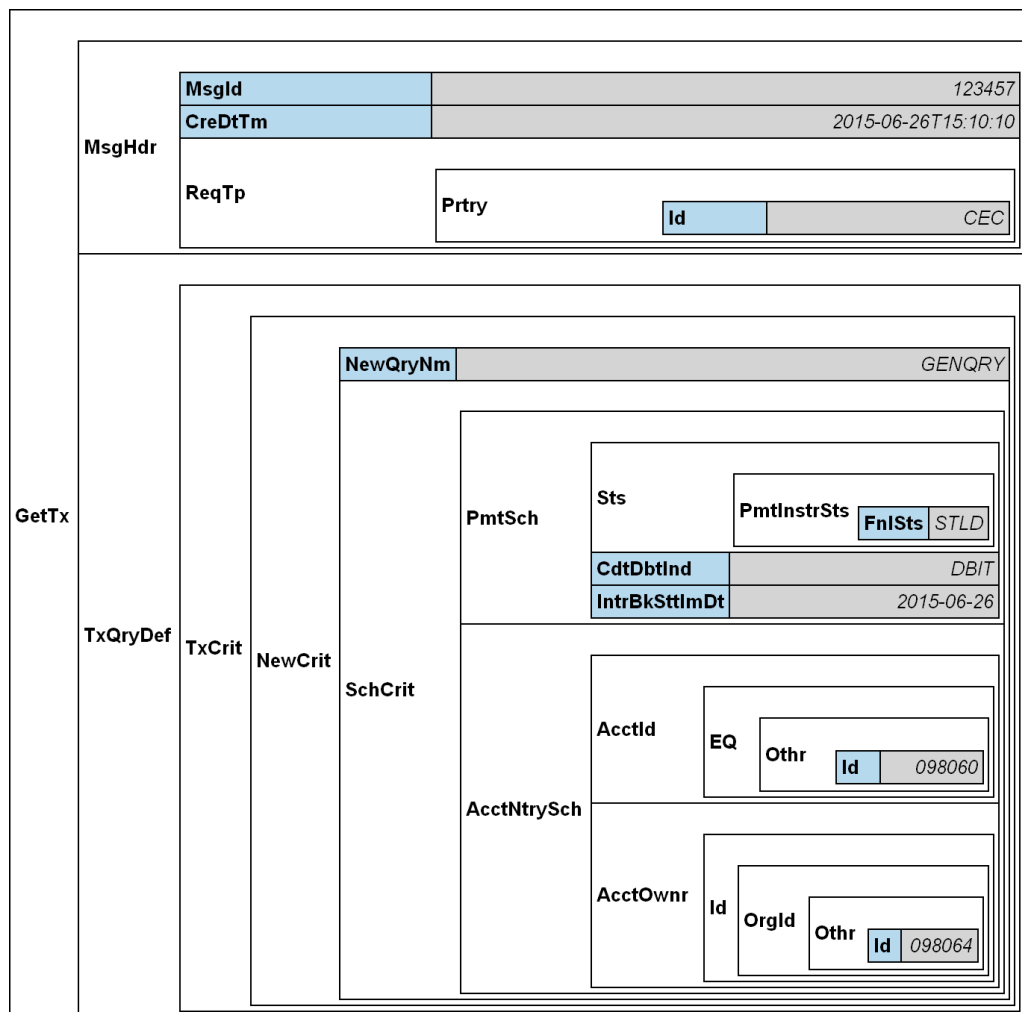 GetTx
MsgHdr
MsgId 123457
CreDtTm 2015-06-26T15:10:10
ReqTp
Prtry
Id CEC
TxQryDef
TxCrit
NewCrit
NewQryNm GENQRY
SchCrit
PmtSch
Sts
PmtInstrSts
FnlSts STLD
CdtDbtInd DBIT
IntrBkSttlmDt 2015-06-26
AcctNtrySch
AcctId
EQ
Othr
Id 098060
AcctOwnr
Id
OrgId
Othr
Id 098064